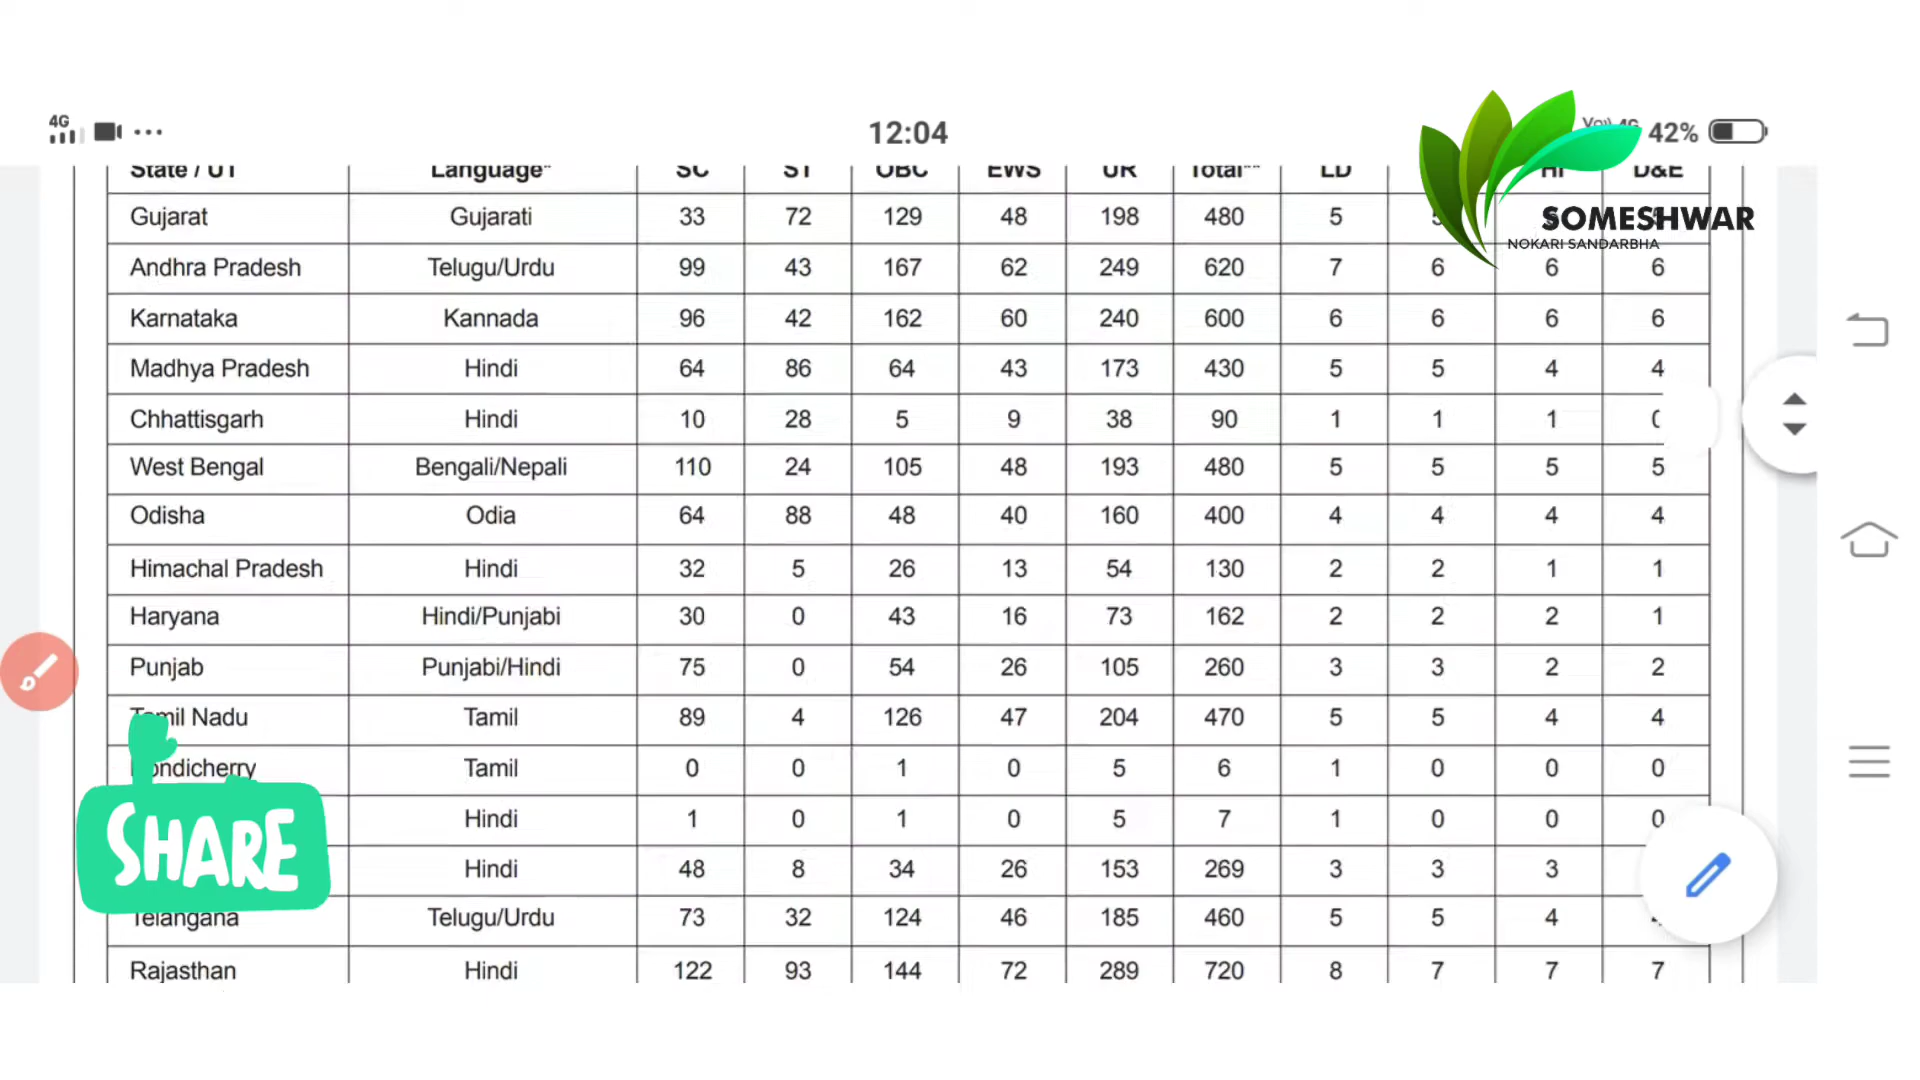 4G 12:04 42%
State / UT Language* SC ST OBC EWS UR Total** LD HI D&E
Gujarat Gujarati 33 72 129 48 198 480 5 5
SOMESHWAR
NOKARI SANDARBHA
Andhra Pradesh Telugu/Urdu 99 43 167 62 249 620 7 6 6 6
Karnataka Kannada 96 42 162 60 240 600 6 6 6 6
Madhya Pradesh Hindi 64 86 64 43 173 430 5 5 4 4
Chhattisgarh Hindi 10 28 5 9 38 90 1 1 1 0
West Bengal Bengali/Nepali 110 24 105 48 193 480 5 5 5 5
Odisha Odia 64 88 48 40 160 400 4 4 4 4
Himachal Pradesh Hindi 32 5 26 13 54 130 2 2 1 1
Haryana Hindi/Punjabi 30 0 43 16 73 162 2 2 2 1
Punjab Punjabi/Hindi 75 0 54 26 105 260 3 3 2 2
Tamil Nadu Tamil 89 4 126 47 204 470 5 5 4 4
Pondicherry Tamil 0 0 1 0 5 6 1 0 0 0
Hindi 1 0 1 0 5 7 1 0 0 0
SHARE
Hindi 48 8 34 26 153 269 3 3 3
Telangana Telugu/Urdu 73 32 124 46 185 460 5 5 4
Rajasthan Hindi 122 93 144 72 289 720 8 7 7 7